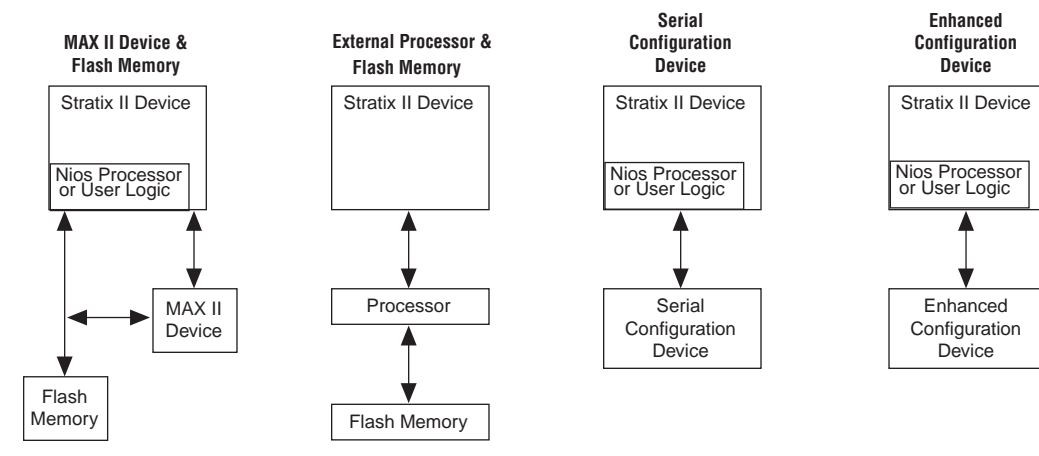 MAX II Device &
Flash Memory
Stratix II Device
Nios Processor
or User Logic
MAX II
Device
Flash
Memory
External Processor &
Flash Memory
Stratix II Device
Processor
Flash Memory
Serial
Configuration
Device
Stratix II Device
Nios Processor
or User Logic
Serial
Configuration
Device
Enhanced
Configuration
Device
Stratix II Device
Nios Processor
or User Logic
Enhanced
Configuration
Device